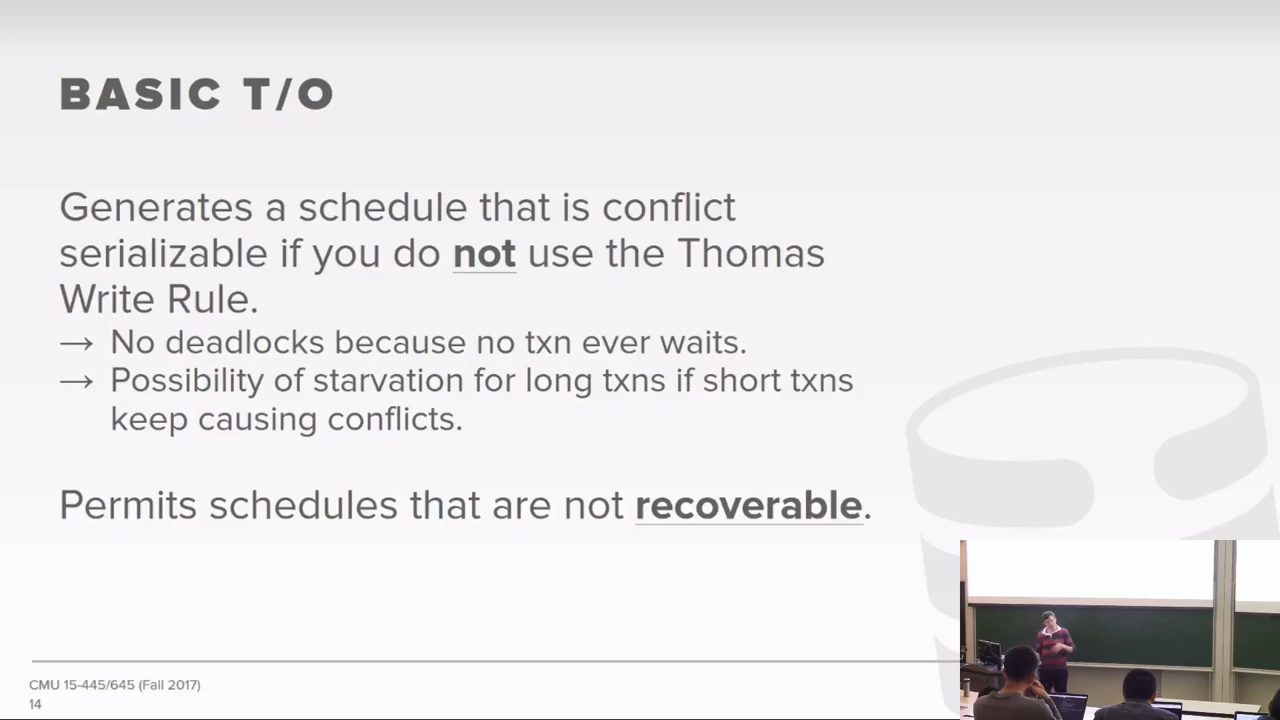 BASIC T/O
Generates a schedule that is conflict
serializable if you do not use the Thomas
Write Rule.
→ No deadlocks because no txn ever waits.
→ Possibility of starvation for long txns if short txns
keep causing conflicts.
Permits schedules that are not recoverable.
CMU 15-445/645 (Fall 2017)
14